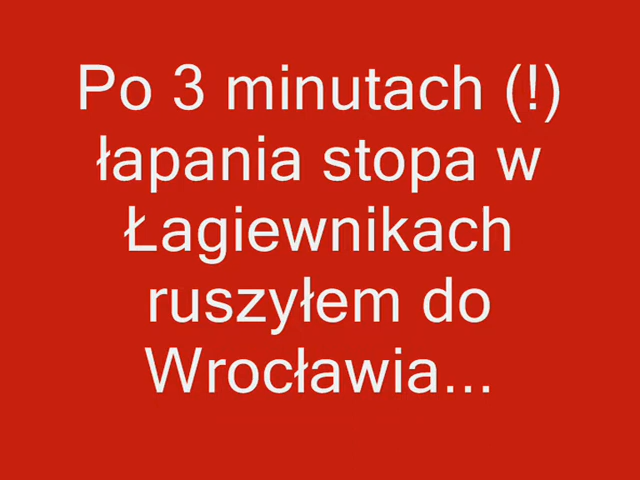 Po 3 minutach (!)
łapania stopa w
Łagiewnikach
ruszyłem do
Wrocławia...